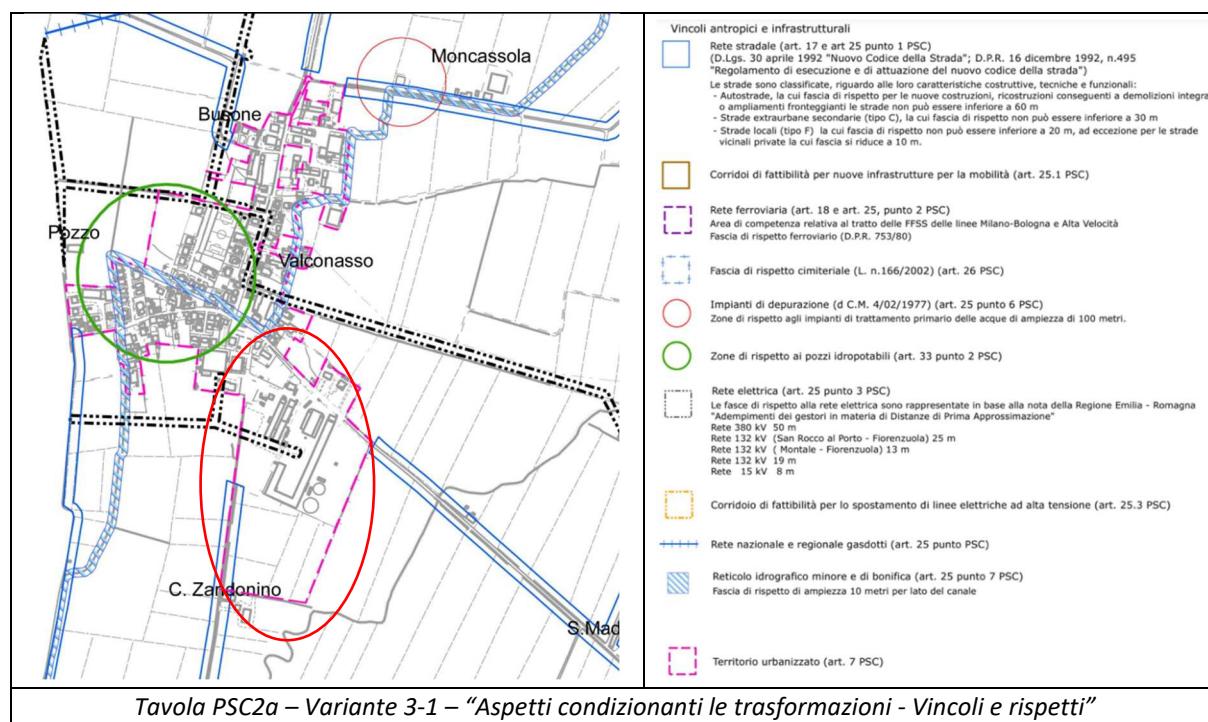 Moncassola
Busone
Pozzo
Valconasso
C. Zandonino
S.Mad
Vincoli antropici e infrastrutturali
Rete stradale (art. 17 e art 25 punto 1 PSC)
(D.Lgs. 30 aprile 1992 "Nuovo Codice della Strada"; D.P.R. 16 dicembre 1992, n.495
"Regolamento di esecuzione e di attuazione del nuovo codice della strada")
Le strade sono classificate, riguardo alle loro caratteristiche costruttive, tecniche e funzionali:
- Autostrade, la cui fascia di rispetto per le nuove costruzioni, ricostruzioni conseguenti a demolizioni integra
o ampliamenti fronteggianti le strade non può essere inferiore a 60 m
- Strade extraurbane secondarie (tipo C), la cui fascia di rispetto non può essere inferiore a 30 m
- Strade locali (tipo F) la cui fascia di rispetto non può essere inferiore a 20 m, ad eccezione per le strade
vicinali private la cui fascia si riduce a 10 m.
Corridoi di fattibilità per nuove infrastrutture per la mobilità (art. 25.1 PSC)
Rete ferroviaria (art. 18 e art. 25, punto 2 PSC)
Area di competenza relativa al tratto delle FFSS delle linee Milano-Bologna e Alta Velocità
Fascia di rispetto ferroviario (D.P.R. 753/80)
Fascia di rispetto cimiteriale (L. n.166/2002) (art. 26 PSC)
Impianti di depurazione (d C.M. 4/02/1977) (art. 25 punto 6 PSC)
Zone di rispetto agli impianti di trattamento primario delle acque di ampiezza di 100 metri.
Zone di rispetto ai pozzi idropotabili (art. 33 punto 2 PSC)
Rete elettrica (art. 25 punto 3 PSC)
Le fasce di rispetto alla rete elettrica sono rappresentate in base alla nota della Regione Emilia - Romagna
"Adempimenti dei gestori in materia di Distanze di Prima Approssimazione"
Rete 380 kV 50 m
Rete 132 kV (San Rocco al Porto - Fiorenzuola) 25 m
Rete 132 kV ( Montale - Fiorenzuola) 13 m
Rete 132 kV 19 m
Rete 15 kV 8 m
Corridoio di fattibilità per lo spostamento di linee elettriche ad alta tensione (art. 25.3 PSC)
Rete nazionale e regionale gasdotti (art. 25 punto PSC)
Reticolo idrografico minore e di bonifica (art. 25 punto 7 PSC)
Fascia di rispetto di ampiezza 10 metri per lato del canale
Territorio urbanizzato (art. 7 PSC)
Tavola PSC2a – Variante 3-1 – “Aspetti condizionanti le trasformazioni - Vincoli e rispetti”